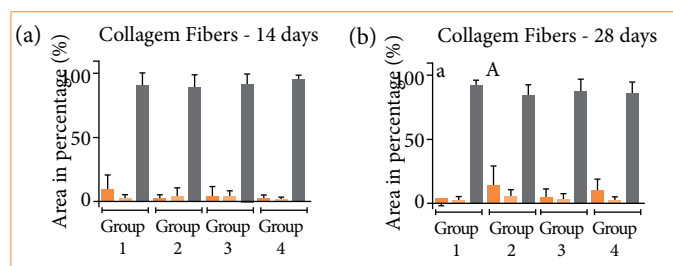 (a) Collagem Fibers - 14 days
Area in percentage (%)
100
50
0
Group 1
Group 2
Group 3
Group 4
(b) Collagem Fibers - 28 days
Area in percentage (%)
100
50
0
a A
Group 1
Group 2
Group 3
Group 4